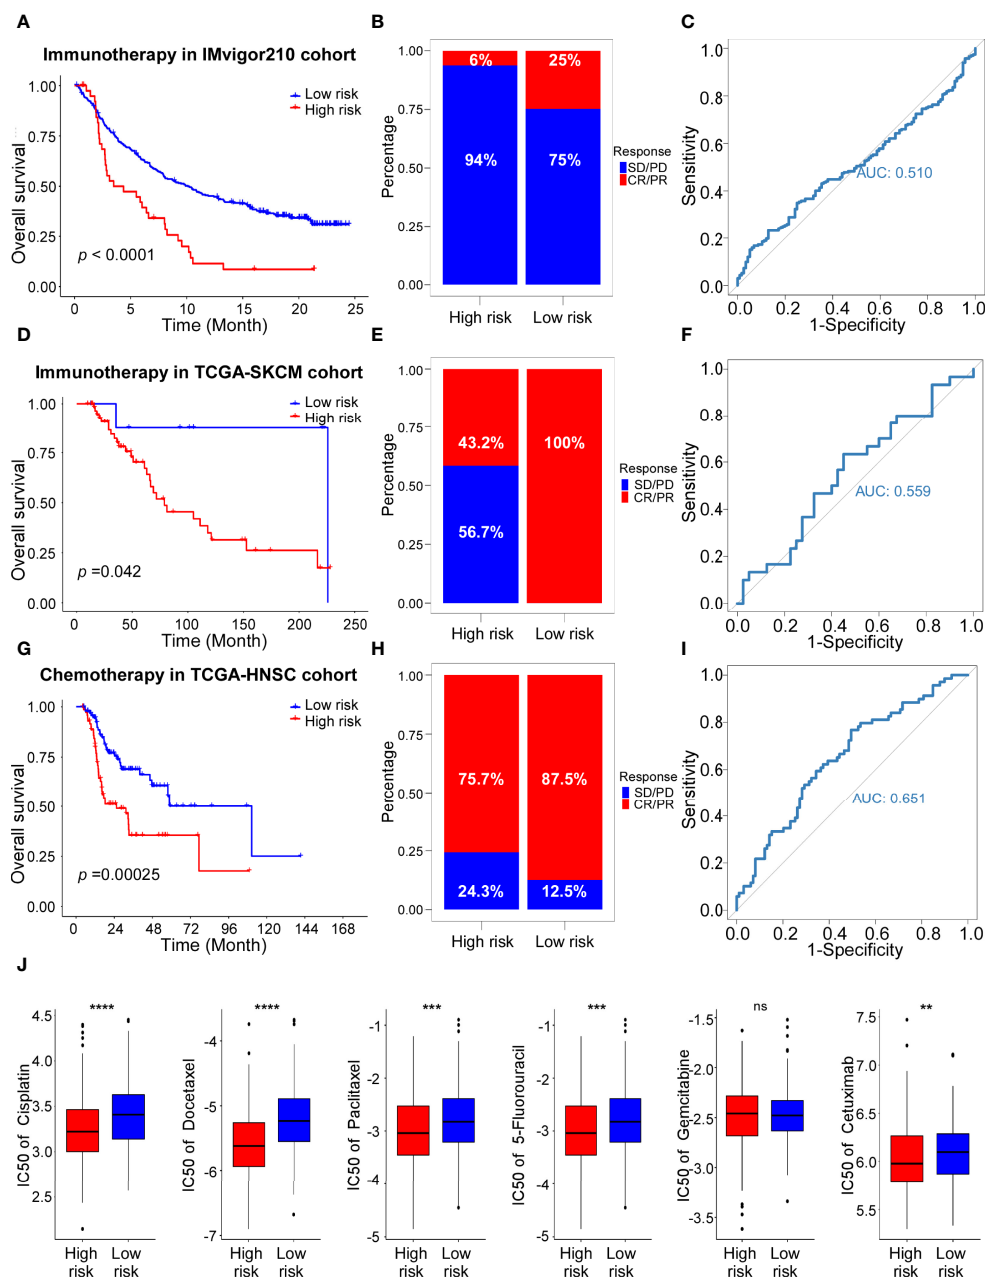 A
Immunotherapy in IMvigor210 cohort
Overall survival
1.00
0.75
0.50
0.25
0.00
Low risk
High risk
p < 0.0001
0 5 10 15 20 25
Time (Month)
B
Percentage
1.00
0.75
0.50
0.25
0.00
6% 25%
94% 75%
High risk Low risk
Response
SD/PD
CR/PR
C
Sensitivity
1.0
0.8
0.6
0.4
0.2
0.0
AUC: 0.510
0.0 0.2 0.4 0.6 0.8 1.0
1-Specificity
D
Immunotherapy in TCGA-SKCM cohort
Overall survival
1.00
0.75
0.50
0.25
0.00
Low risk
High risk
p =0.042
0 50 100 150 200 250
Time (Month)
E
Percentage
1.00
0.75
0.50
0.25
0.00
43.2% 100%
56.7%
High risk Low risk
Response
SD/PD
CR/PR
F
Sensitivity
1.0
0.8
0.6
0.4
0.2
0.0
AUC: 0.559
0.0 0.2 0.4 0.6 0.8 1.0
1-Specificity
G
Chemotherapy in TCGA-HNSC cohort
Overall survival
1.00
0.75
0.50
0.25
0.00
Low risk
High risk
p =0.00025
0 24 48 72 96 120 144 168
Time (Month)
H
Percentage
1.00
0.75
0.50
0.25
0.00
75.7% 87.5%
24.3% 12.5%
High risk Low risk
Response
SD/PD
CR/PR
I
Sensitivity
1.0
0.8
0.6
0.4
0.2
0.0
AUC: 0.651
0.0 0.2 0.4 0.6 0.8 1.0
1-Specificity
J
IC50 of Cisplatin
4.5
4.0
3.5
3.0
2.5
****
High risk
Low risk
IC50 of Docetaxel
-4
-5
-6
-7
****
High risk
Low risk
IC50 of Paclitaxel
-1
-2
-3
-4
-5
***
High risk
Low risk
IC50 of 5-Fluorouracil
-1
-2
-3
-4
-5
***
High risk
Low risk
IC50 of Gemcitabine
-1.5
-2.0
-2.5
-3.0
-3.5
ns
High risk
Low risk
IC50 of Cetuximab
7.5
7.0
6.5
6.0
5.5
**
High risk
Low risk